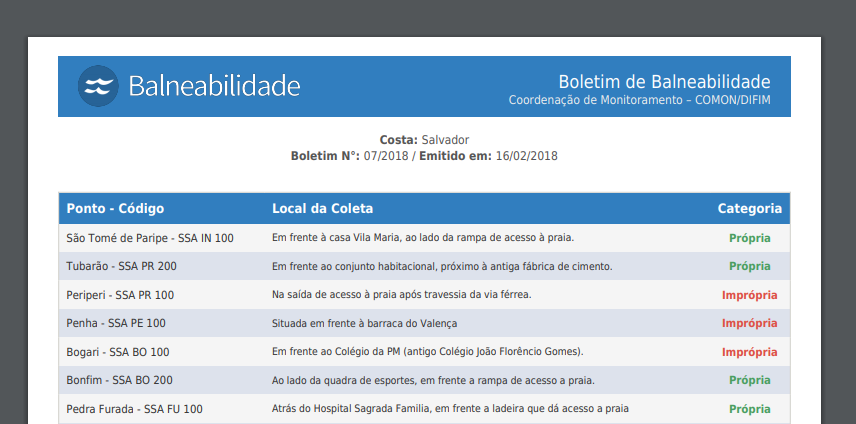 Balneabilidade
Boletim de Balneabilidade
Coordenação de Monitoramento – COMON/DIFIM
Costa: Salvador
Boletim N°: 07/2018 / Emitido em: 16/02/2018
Ponto - Código Local da Coleta Categoria
São Tomé de Paripe - SSA IN 100 Em frente à casa Vila Maria, ao lado da rampa de acesso à praia. Própria
Tubarão - SSA PR 200 Em frente ao conjunto habitacional, próximo à antiga fábrica de cimento. Própria
Periperi - SSA PR 100 Na saída de acesso à praia após travessia da via férrea. Imprópria
Penha - SSA PE 100 Situada em frente à barraca do Valença Imprópria
Bogari - SSA BO 100 Em frente ao Colégio da PM (antigo Colégio João Florêncio Gomes). Imprópria
Bonfim - SSA BO 200 Ao lado da quadra de esportes, em frente a rampa de acesso a praia. Própria
Pedra Furada - SSA FU 100 Atrás do Hospital Sagrada Familia, em frente a ladeira que dá acesso a praia Própria